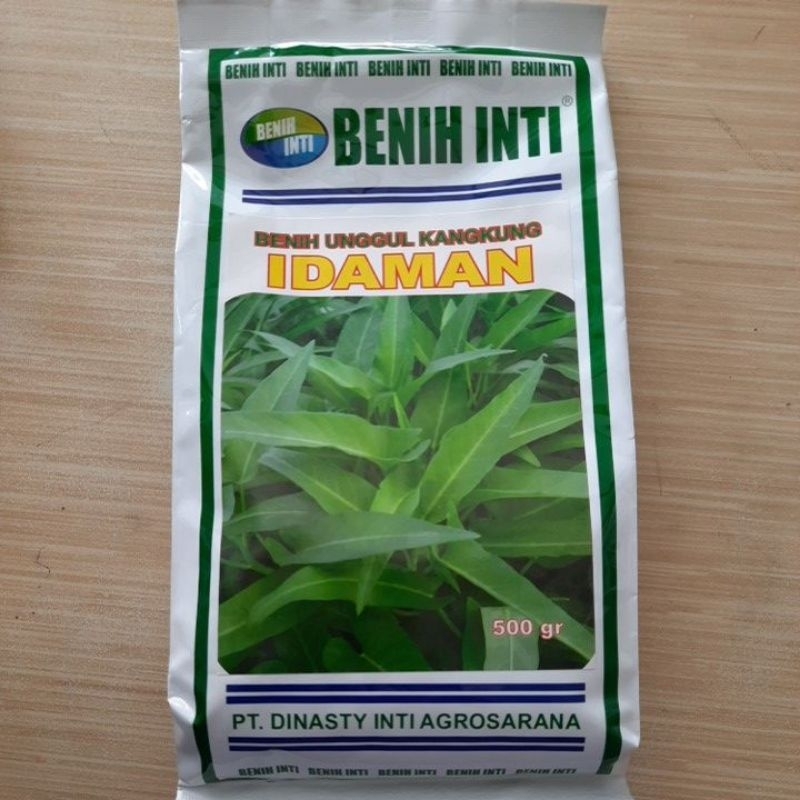 BENIH INTI BENIH INTI BENIH INTI BENIH INTI BENIH INTI
BENIH
INTI
BENIH INTI®
BENIH UNGGUL KANGKUNG
IDAMAN
500 gr
PT. DINASTY INTI AGROSARANA
BENIH INTI BENIH INTI BENIH INTI BENIH INTI BENIH INTI